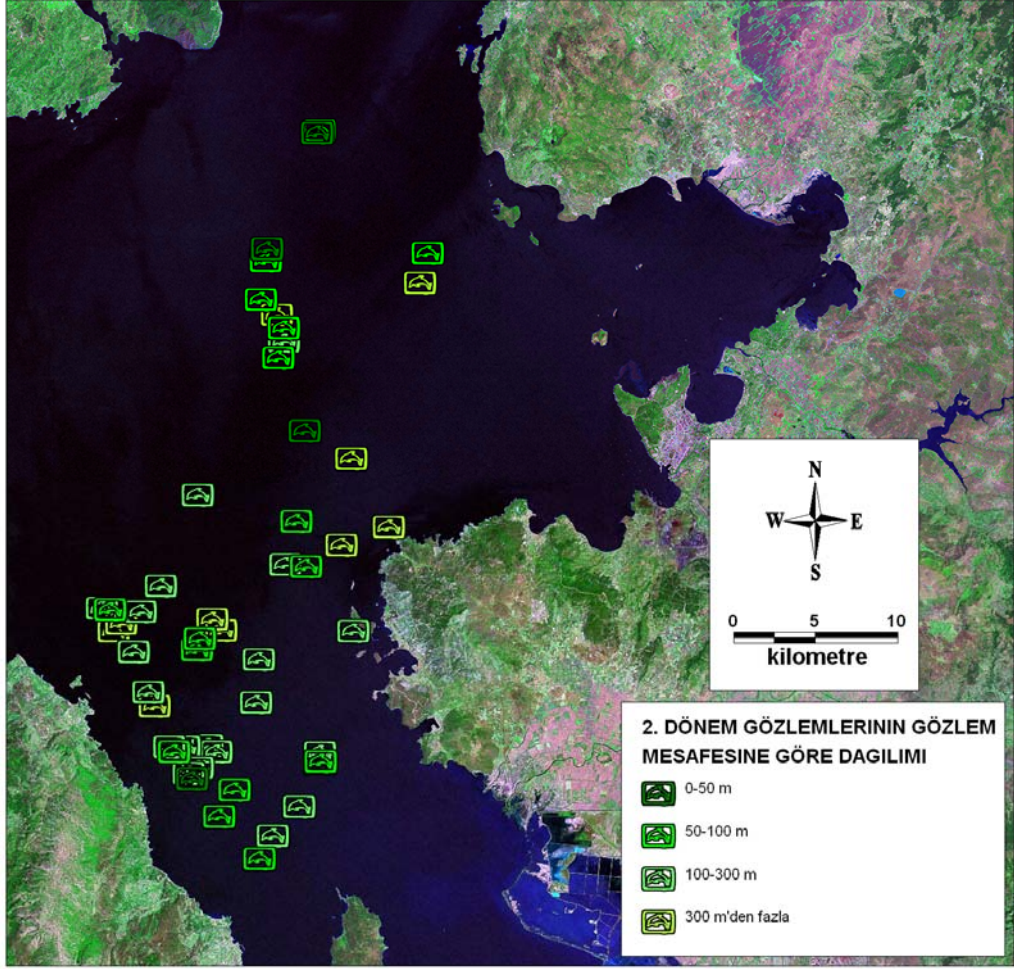 N
W E
S
0 5 10
kilometre
2. DÖNEM GÖZLEMLERININ GÖZLEM
MESAFESINE GÖRE DAGILIMI
0-50 m
50-100 m
100-300 m
300 m'den fazla